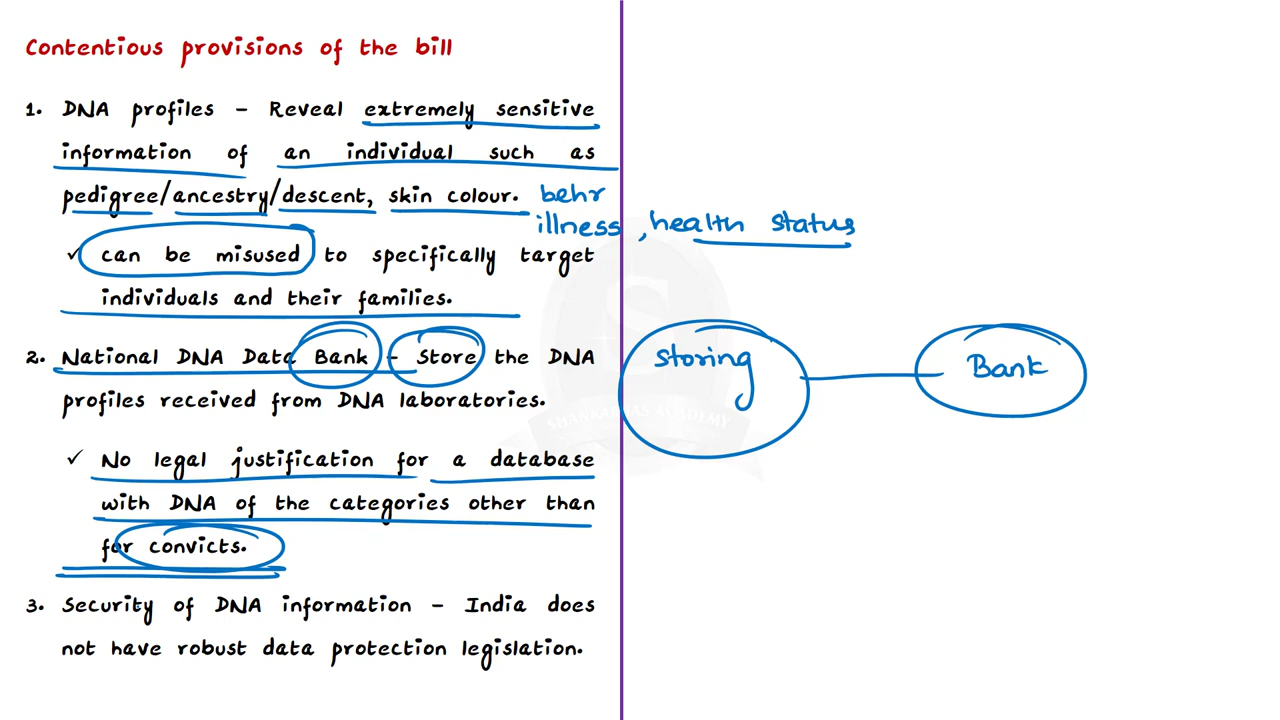 Contentious provisions of the bill
1. DNA profiles – Reveal extremely sensitive
information of an individual such as
pedigree/ancestry/descent, skin colour. behr
illness, health status
✓ can be misused to specifically target
individuals and their families.
2. National DNA Data Bank – Store the DNA
storing Bank
profiles received from DNA laboratories.
SHANKAR IAS ACADEMY
✓ No legal justification for a database
with DNA of the categories other than
for convicts.
3. Security of DNA information – India does
not have robust data protection legislation.